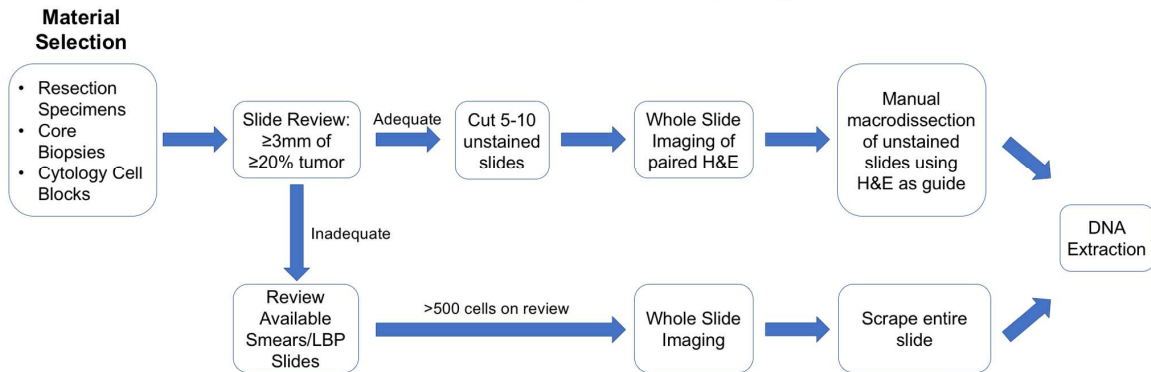 Material
Selection
• Resection
Specimens
• Core
Biopsies
• Cytology Cell
Blocks
Slide Review:
≥3mm of
≥20% tumor
Adequate
Cut 5-10
unstained
slides
Whole Slide
Imaging of
paired H&E
Manual
macrodissection
of unstained
slides using
H&E as guide
DNA
Extraction
Inadequate
Review
Available
Smears/LBP
Slides
>500 cells on review
Whole Slide
Imaging
Scrape entire
slide